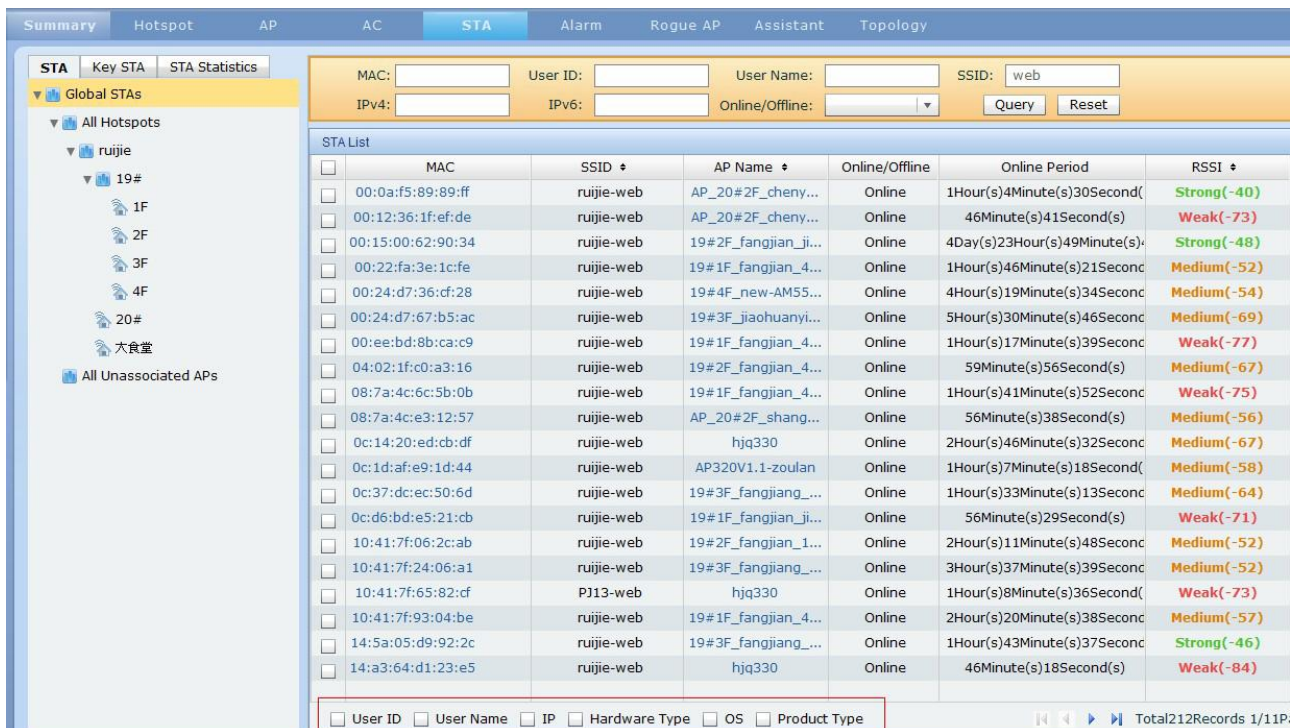 Summary Hotspot AP AC STA Alarm Rogue AP Assistant Topology
STA Key STA STA Statistics
Global STAs
All Hotspots
ruijie
19#
1F
2F
3F
4F
20#
大食堂
All Unassociated APs
MAC: User ID: User Name: SSID: web
IPv4: IPv6: Online/Offline: Query Reset
STA List
MAC SSID AP Name Online/Offline Online Period RSSI
00:0a:f5:89:89:ff ruijie-web AP_20#2F_cheny... Online 1Hour(s)4Minute(s)30Second( Strong(-40)
00:12:36:1f:ef:de ruijie-web AP_20#2F_cheny... Online 46Minute(s)41Second(s) Weak(-73)
00:15:00:62:90:34 ruijie-web 19#2F_fangjian_ji... Online 4Day(s)23Hour(s)49Minute(s) Strong(-48)
00:22:fa:3e:1c:fe ruijie-web 19#1F_fangjian_4... Online 1Hour(s)46Minute(s)21Second Medium(-52)
00:24:d7:36:cf:28 ruijie-web 19#4F_new-AM55... Online 4Hour(s)19Minute(s)34Second Medium(-54)
00:24:d7:67:b5:ac ruijie-web 19#3F_jiaohuanyi... Online 5Hour(s)30Minute(s)46Second Medium(-69)
00:ee:bd:8b:ca:c9 ruijie-web 19#1F_fangjian_4... Online 1Hour(s)17Minute(s)39Second Weak(-77)
04:02:1f:c0:a3:16 ruijie-web 19#2F_fangjian_4... Online 59Minute(s)56Second(s) Medium(-67)
08:7a:4c:6c:5b:0b ruijie-web 19#1F_fangjian_4... Online 1Hour(s)41Minute(s)52Second Weak(-75)
08:7a:4c:e3:12:57 ruijie-web AP_20#2F_shang... Online 56Minute(s)38Second(s) Medium(-56)
0c:14:20:ed:cb:df ruijie-web hjq330 Online 2Hour(s)46Minute(s)32Second Medium(-67)
0c:1d:af:e9:1d:44 ruijie-web AP320V1.1-zoulan Online 1Hour(s)7Minute(s)18Second( Medium(-58)
0c:37:dc:ec:50:6d ruijie-web 19#3F_fangjiang_... Online 1Hour(s)33Minute(s)13Second Medium(-64)
0c:d6:bd:e5:21:cb ruijie-web 19#1F_fangjian_ji... Online 56Minute(s)29Second(s) Weak(-71)
10:41:7f:06:2c:ab ruijie-web 19#2F_fangjian_1... Online 2Hour(s)11Minute(s)48Second Medium(-52)
10:41:7f:24:06:a1 ruijie-web 19#3F_fangjiang_... Online 3Hour(s)37Minute(s)39Second Medium(-52)
10:41:7f:65:82:cf PJ13-web hjq330 Online 1Hour(s)8Minute(s)36Second( Weak(-73)
10:41:7f:93:04:be ruijie-web 19#1F_fangjian_4... Online 2Hour(s)20Minute(s)38Second Medium(-57)
14:5a:05:d9:92:2c ruijie-web 19#3F_fangjiang_... Online 1Hour(s)43Minute(s)37Second Strong(-46)
14:a3:64:d1:23:e5 ruijie-web hjq330 Online 46Minute(s)18Second(s) Weak(-84)
User ID User Name IP Hardware Type OS Product Type Total212Records 1/11P